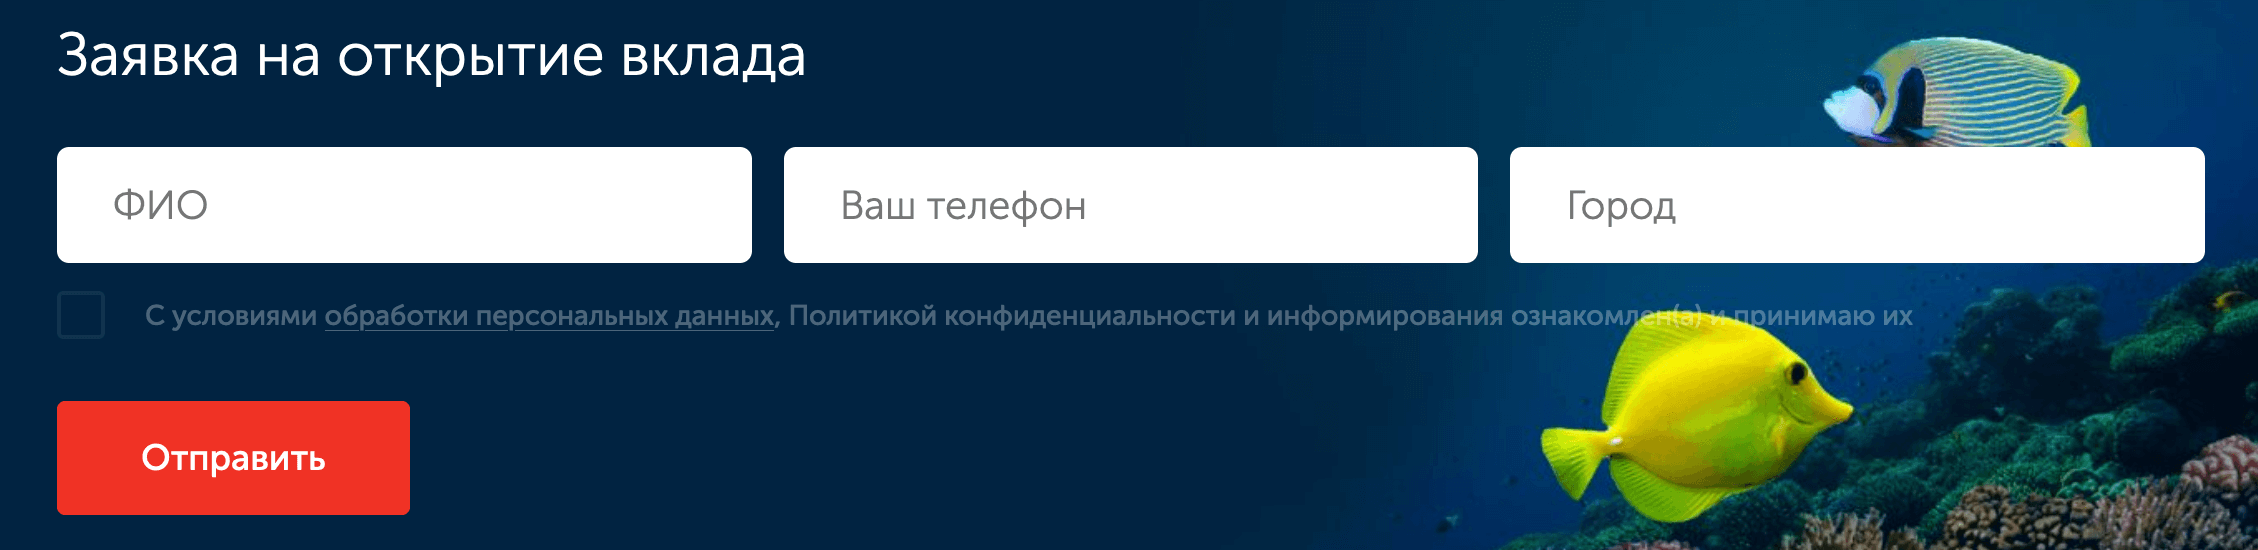 Заявка на открытие вклада
ФИО
Ваш телефон
Город
С условиями обработки персональных данных, Политикой конфиденциальности и информирования ознакомлен(а) и принимаю их
Отправить